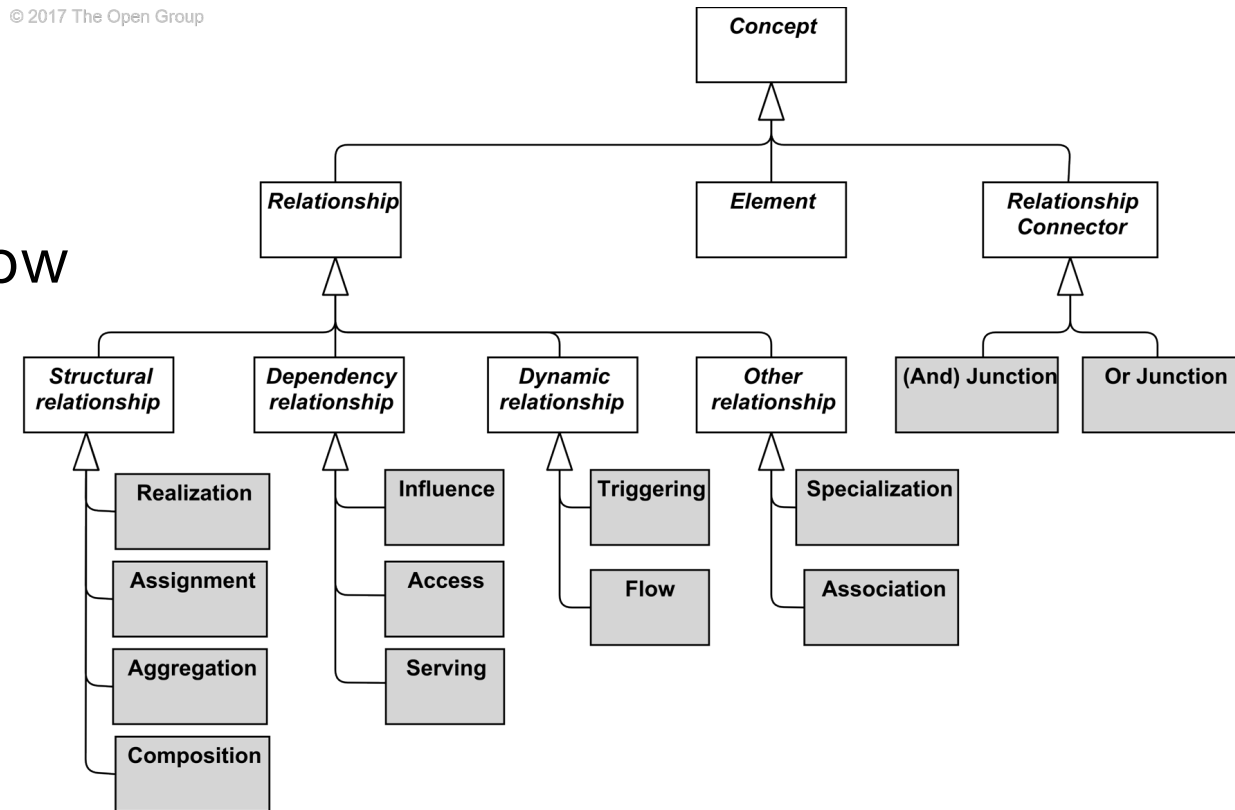 © 2017 The Open Group
Concept
Relationship
Element
Relationship
Connector
ow
Structural
relationship
Dependency
relationship
Dynamic
relationship
Other
relationship
(And) Junction
Or Junction
Realization
Influence
Triggering
Specialization
Assignment
Access
Flow
Association
Aggregation
Serving
Composition